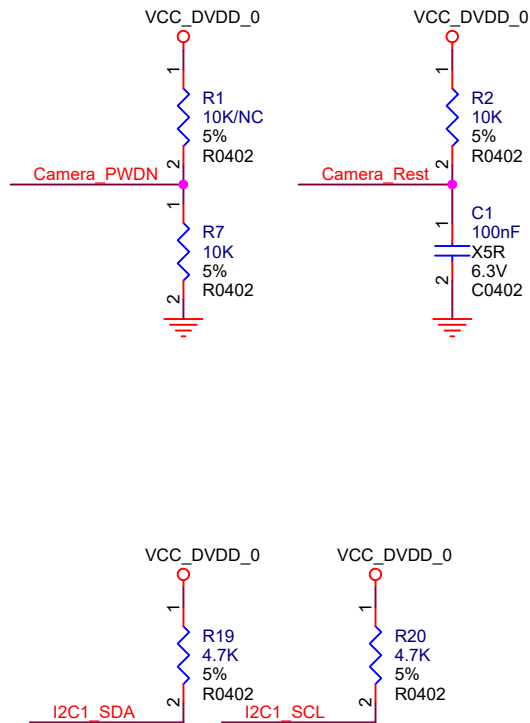 VCC_DVDD_0
1
R1
10K/NC
5%
R0402
2
Camera_PWDN
1
R7
10K
5%
R0402
2
VCC_DVDD_0
1
R2
10K
5%
R0402
2
Camera_Rest
1
C1
100nF
X5R
6.3V
C0402
2
VCC_DVDD_0
1
R19
4.7K
5%
R0402
2
I2C1_SDA
VCC_DVDD_0
1
R20
4.7K
5%
R0402
2
I2C1_SCL